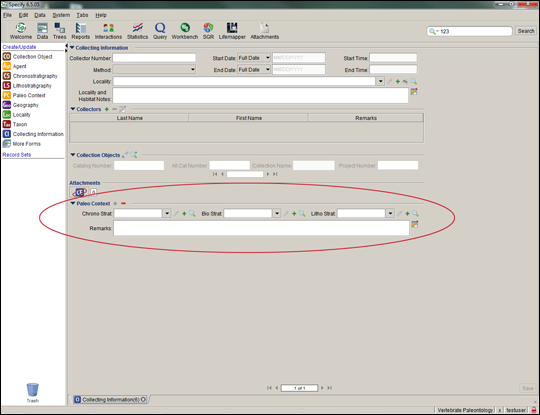 Specify 6.5.03
File Edit Data System Tabs Help
Welcome Data Trees Reports Interactions Statistics Query Workbench SGR Lifemapper Attachments
123
Search
Create/Update
Collection Object
Agent
Chronostratigraphy
Lithostratigraphy
Paleo Context
Geography
Locality
Taxon
Collecting Information
More Forms
Record Sets
Trash
Collecting Information
Collector Number: Start Date: Full Date MM/DD/YYYY Start Time:
Method: End Date: Full Date MM/DD/YYYY End Time:
Locality:
Locality and
Habitat Notes:
Collectors
Last Name First Name Remarks
Collection Objects
Catalog Number: Alt Cat Number: Collection Name: Project Number:
Attachments
Paleo Context
Chrono Strat: Bio Strat: Litho Strat:
Remarks:
1 of 1
Save
Collecting Information(6)
Vertebrate Paleontology x testuser